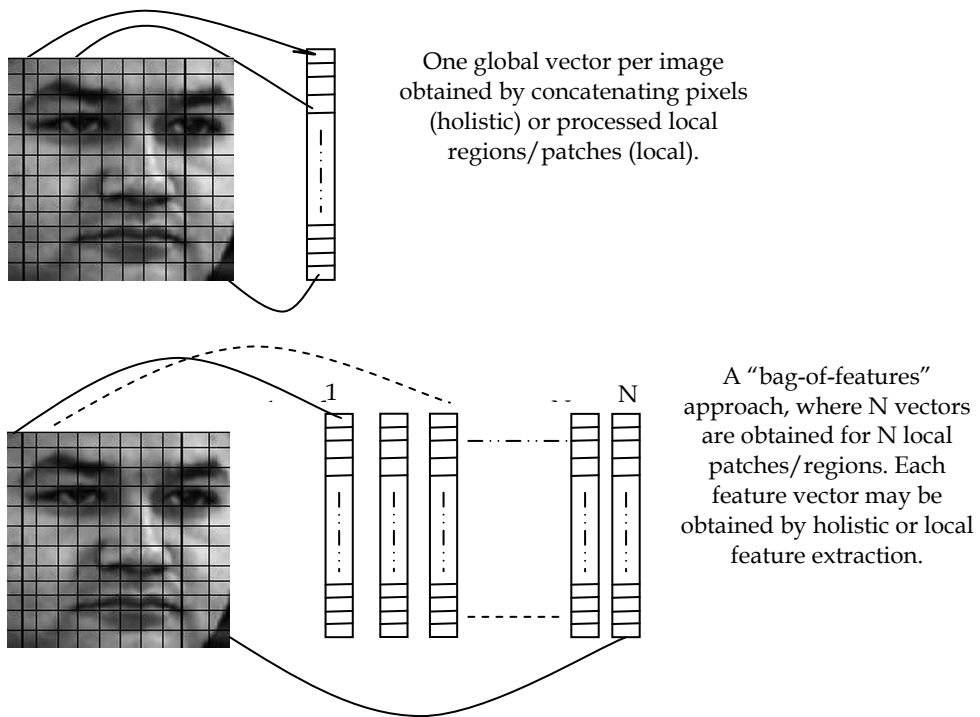 One global vector per image
obtained by concatenating pixels
(holistic) or processed local
regions/patches (local).
1
N
A “bag-of-features”
approach, where N vectors
are obtained for N local
patches/regions. Each
feature vector may be
obtained by holistic or local
feature extraction.